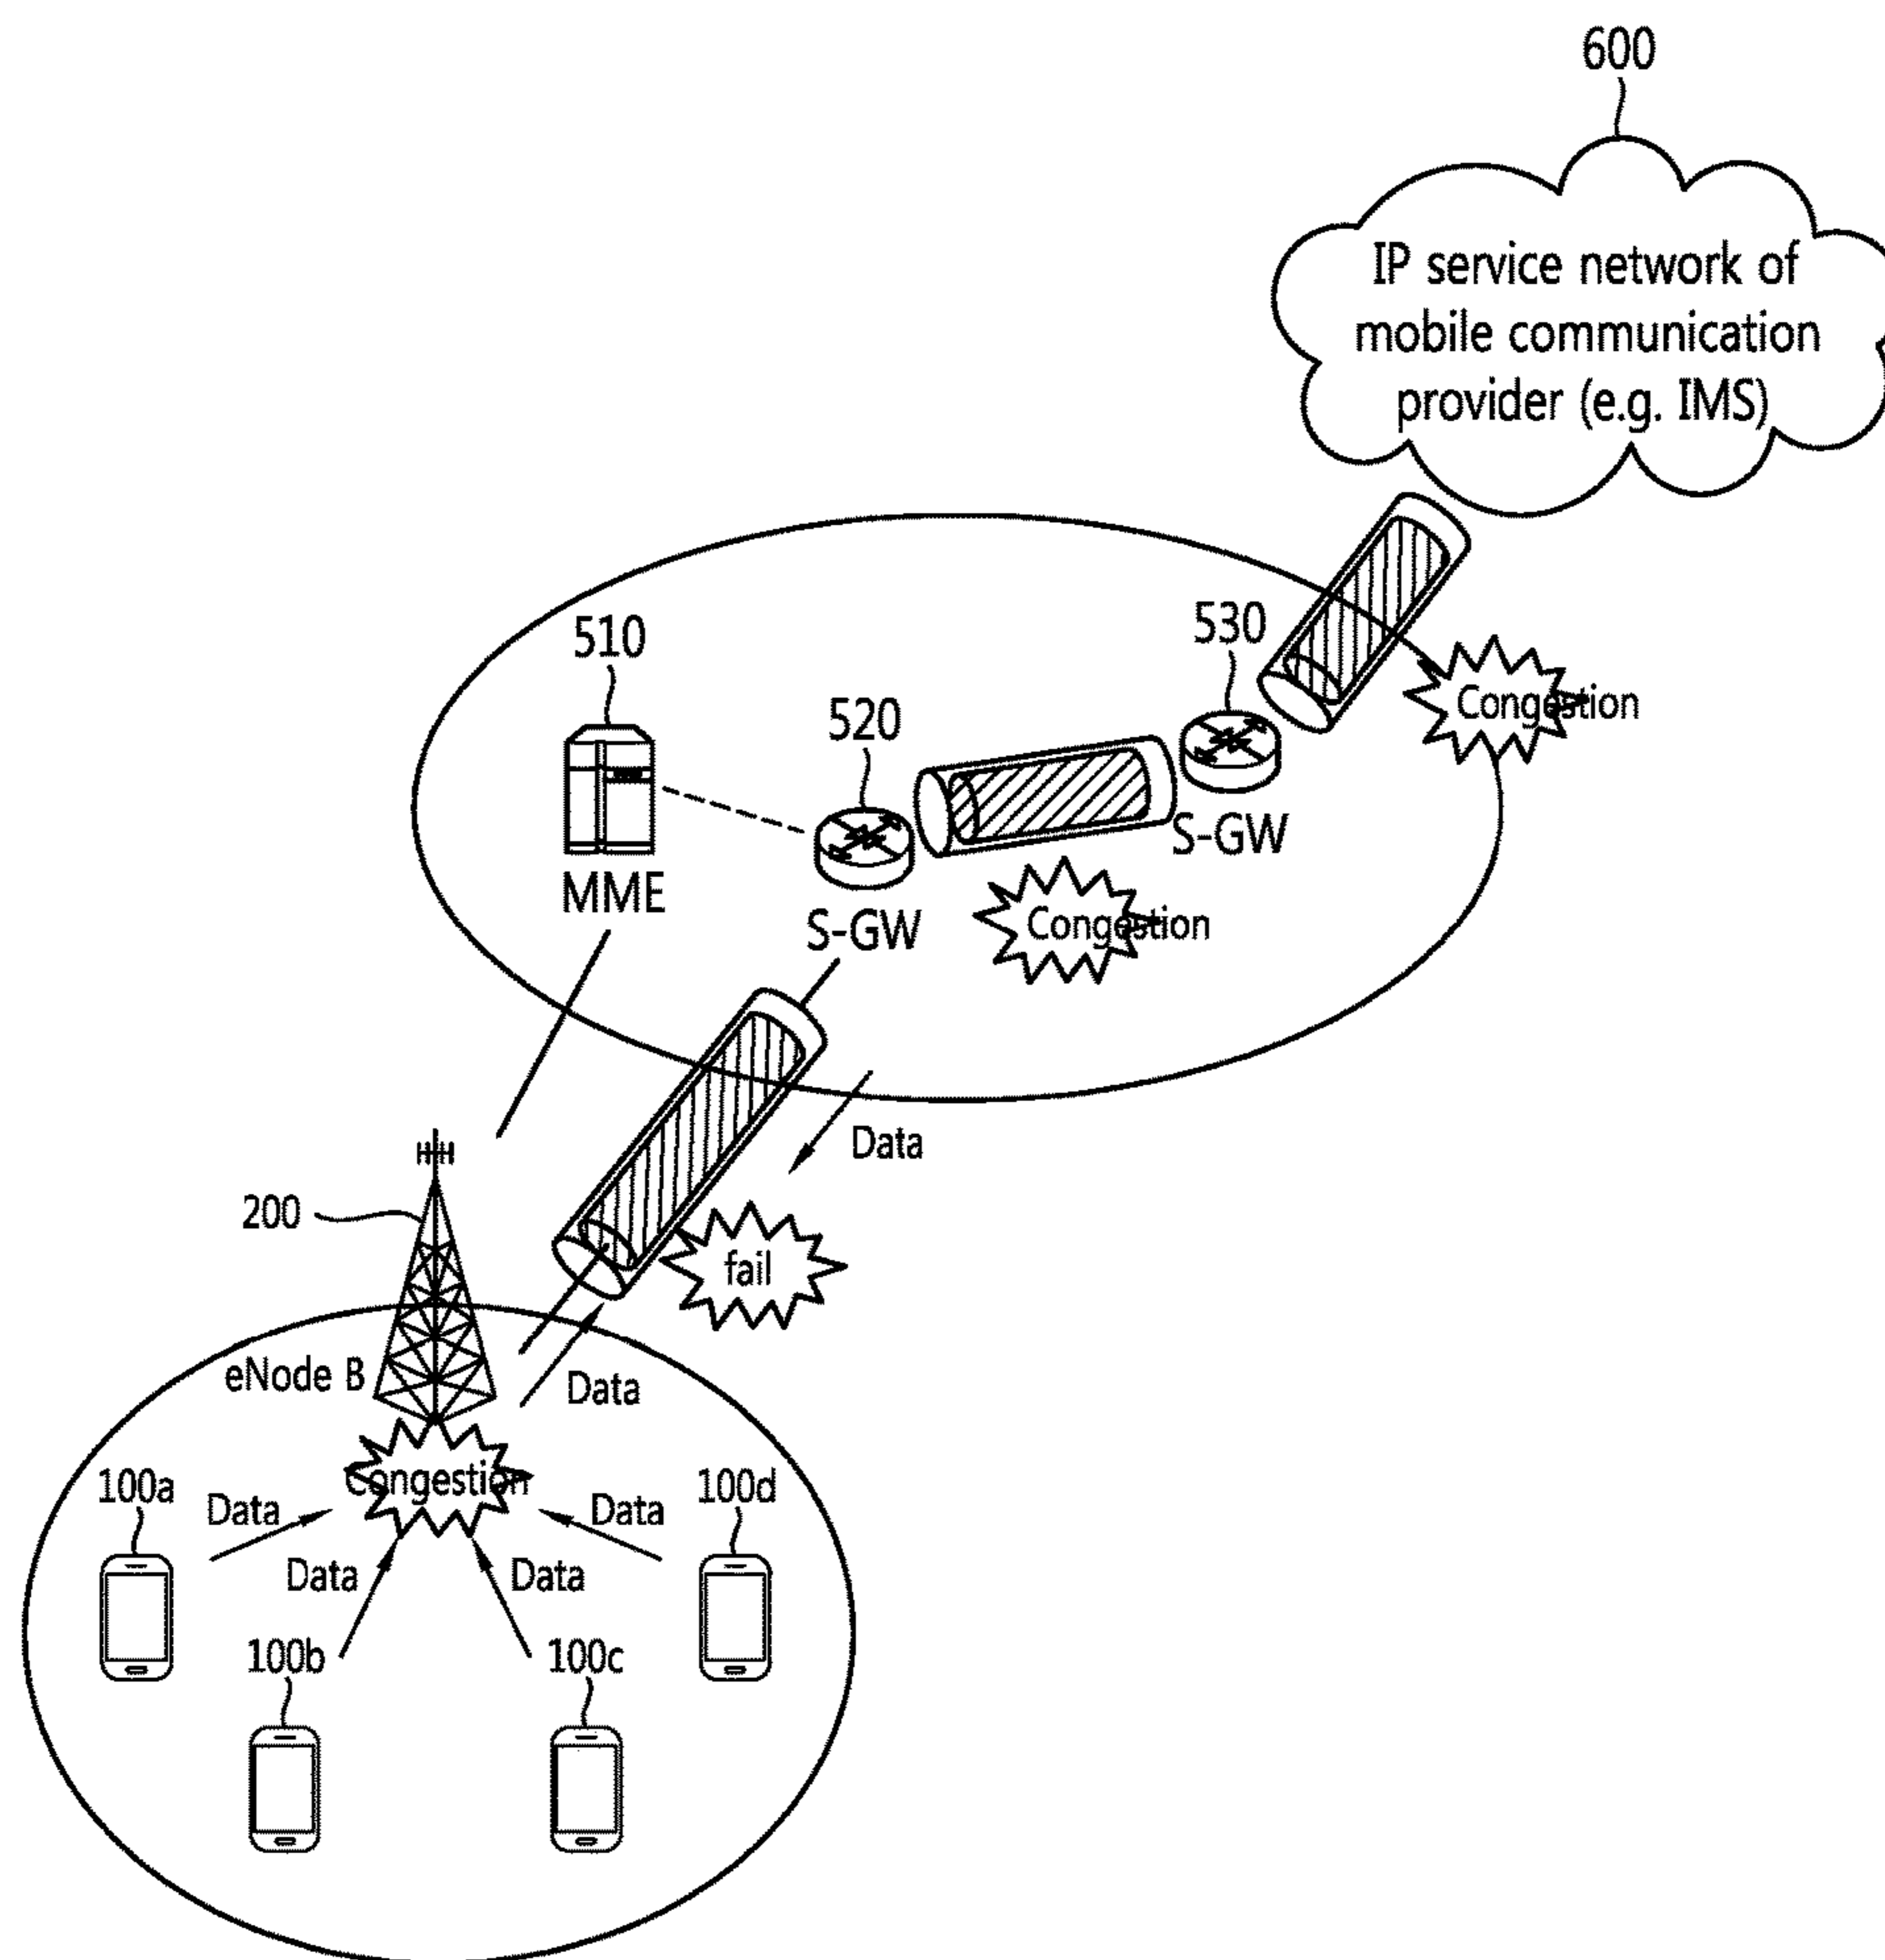 600
IP service network of
mobile communication
provider (e.g. IMS)
510
530
Congestion
520
S-GW
MME
S-GW
Congestion
Data
200
fail
eNode B
Data
Congestion
100a
Data
Data
100d
Data
Data
100b
100c